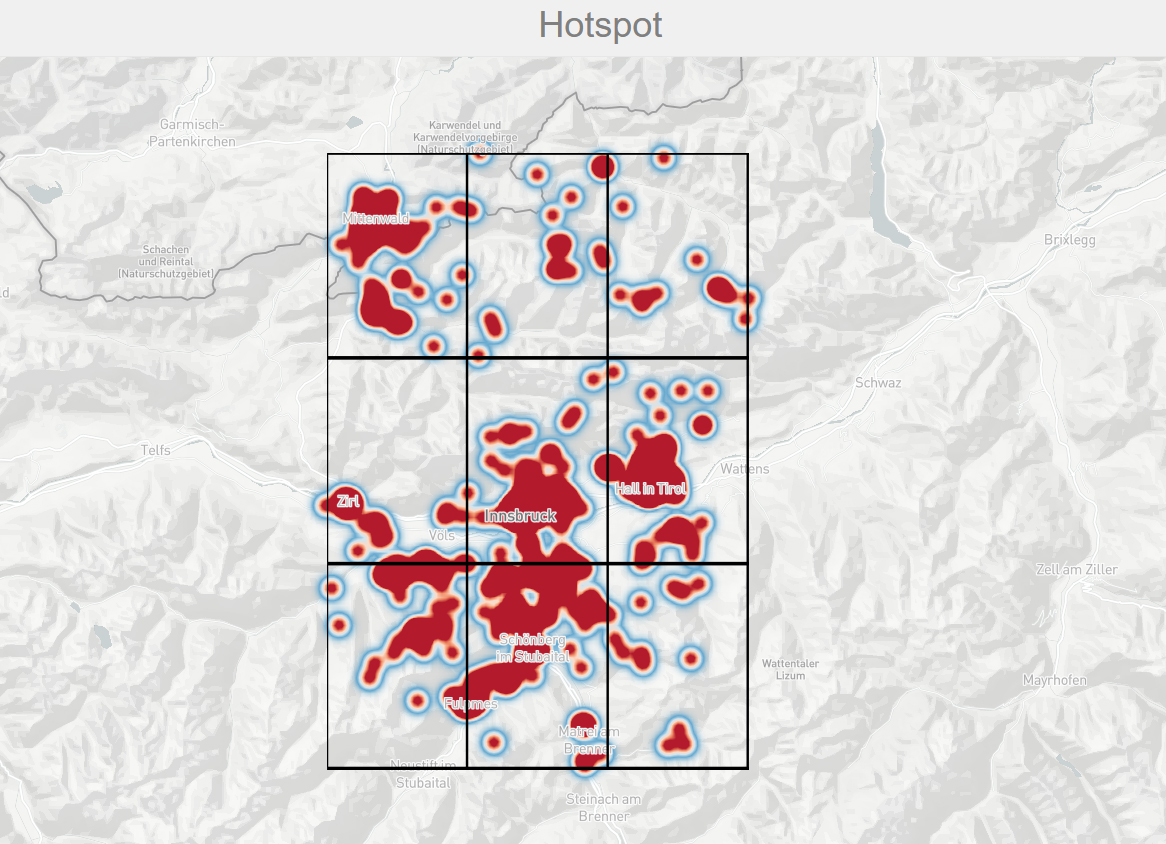 Hotspot
Garmisch-
Partenkirchen
Karwendel und
Karwendelvorgebirge
(Naturschutzgebiet)
Mittenwald
Schachen
und Reintal
(Naturschutzgebiet)
Brixlegg
d
Schwaz
Telfs
Wattens
Hall in Tirol
Zirl
Innsbruck
Völs
Zell am Ziller
Schönberg
im Stubaital
Wattentaler
Lizum
Mayrhofen
Fulpmes
Matrei am
Brenner
Neustift im
Stubaital
Steinach am
Brenner